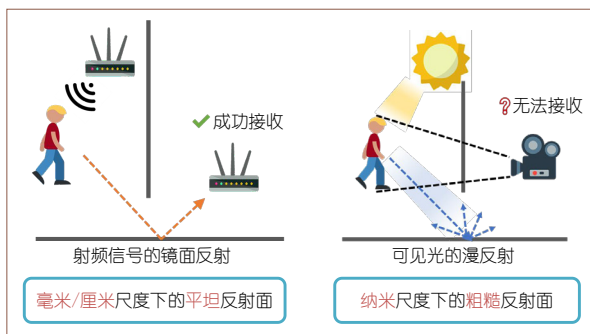 成功接收
?无法接收
射频信号的镜面反射
可见光的漫反射
毫米/厘米尺度下的平坦反射面
纳米尺度下的粗糙反射面